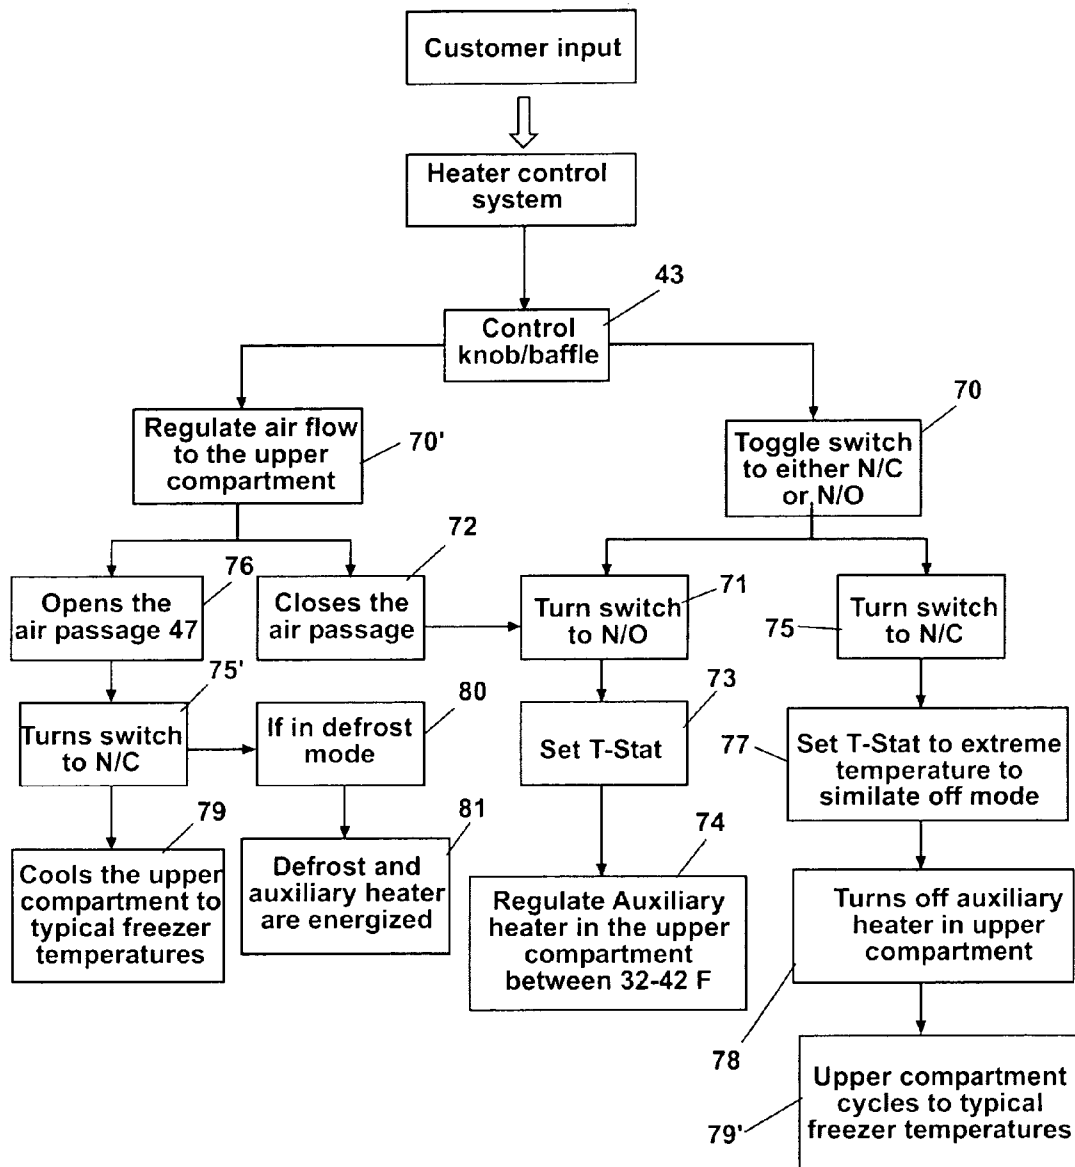 Customer input
Heater control
system
43
Control
knob/baffle
70
Regulate air flow
to the upper
compartment
70'
Toggle switch
to either N/C
or N/O
72
76
Opens the
air passage 47
Closes the
air passage
Turn switch
to N/O
71
75
Turn switch
to N/C
75'
80
73
Turns switch
to N/C
If in defrost
mode
Set T-Stat
77
Set T-Stat to extreme
temperature to
similate off mode
79
81
74
Cools the upper
compartment to
typical freezer
temperatures
Defrost and
auxiliary heater
are energized
Regulate Auxiliary
heater in the upper
compartment
between 32-42 F
Turns off auxiliary
heater in upper
compartment
78
Upper compartment
cycles to typical
freezer temperatures
79'